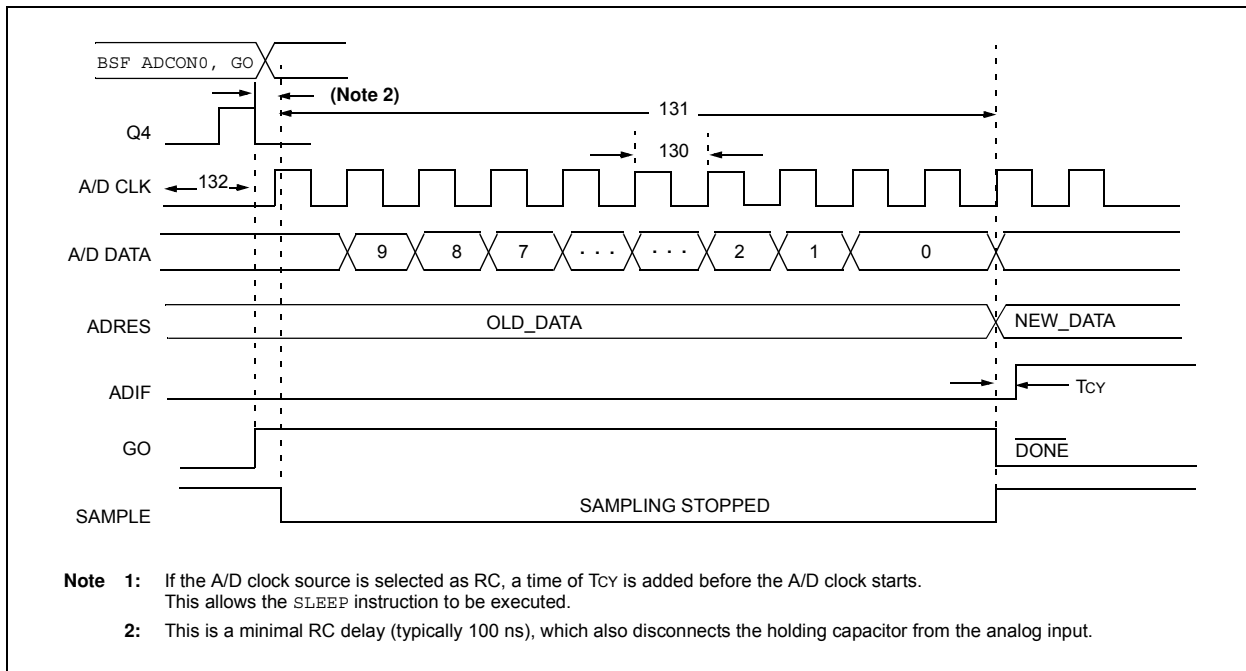 BSF ADCON0, GO
(Note 2)
131
Q4
130
A/D CLK
132
A/D DATA
9 8 7 . . . . . . 2 1 0
ADRES
OLD_DATA
NEW_DATA
ADIF
TCY
GO
DONE
SAMPLE
SAMPLING STOPPED
Note 1: If the A/D clock source is selected as RC, a time of TCY is added before the A/D clock starts.
This allows the SLEEP instruction to be executed.
2: This is a minimal RC delay (typically 100 ns), which also disconnects the holding capacitor from the analog input.